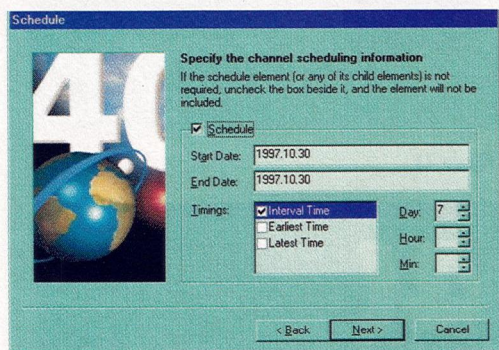 Schedule
40
Specify the channel scheduling information
If the schedule element (or any of its child elements) is not
required, uncheck the box beside it, and the element will not be
included.
Schedule
Start Date: 1997.10.30
End Date: 1997.10.30
Timings: Interval Time Day: 7
Earliest Time Hour:
Latest Time
Min:
< Back Next > Cancel